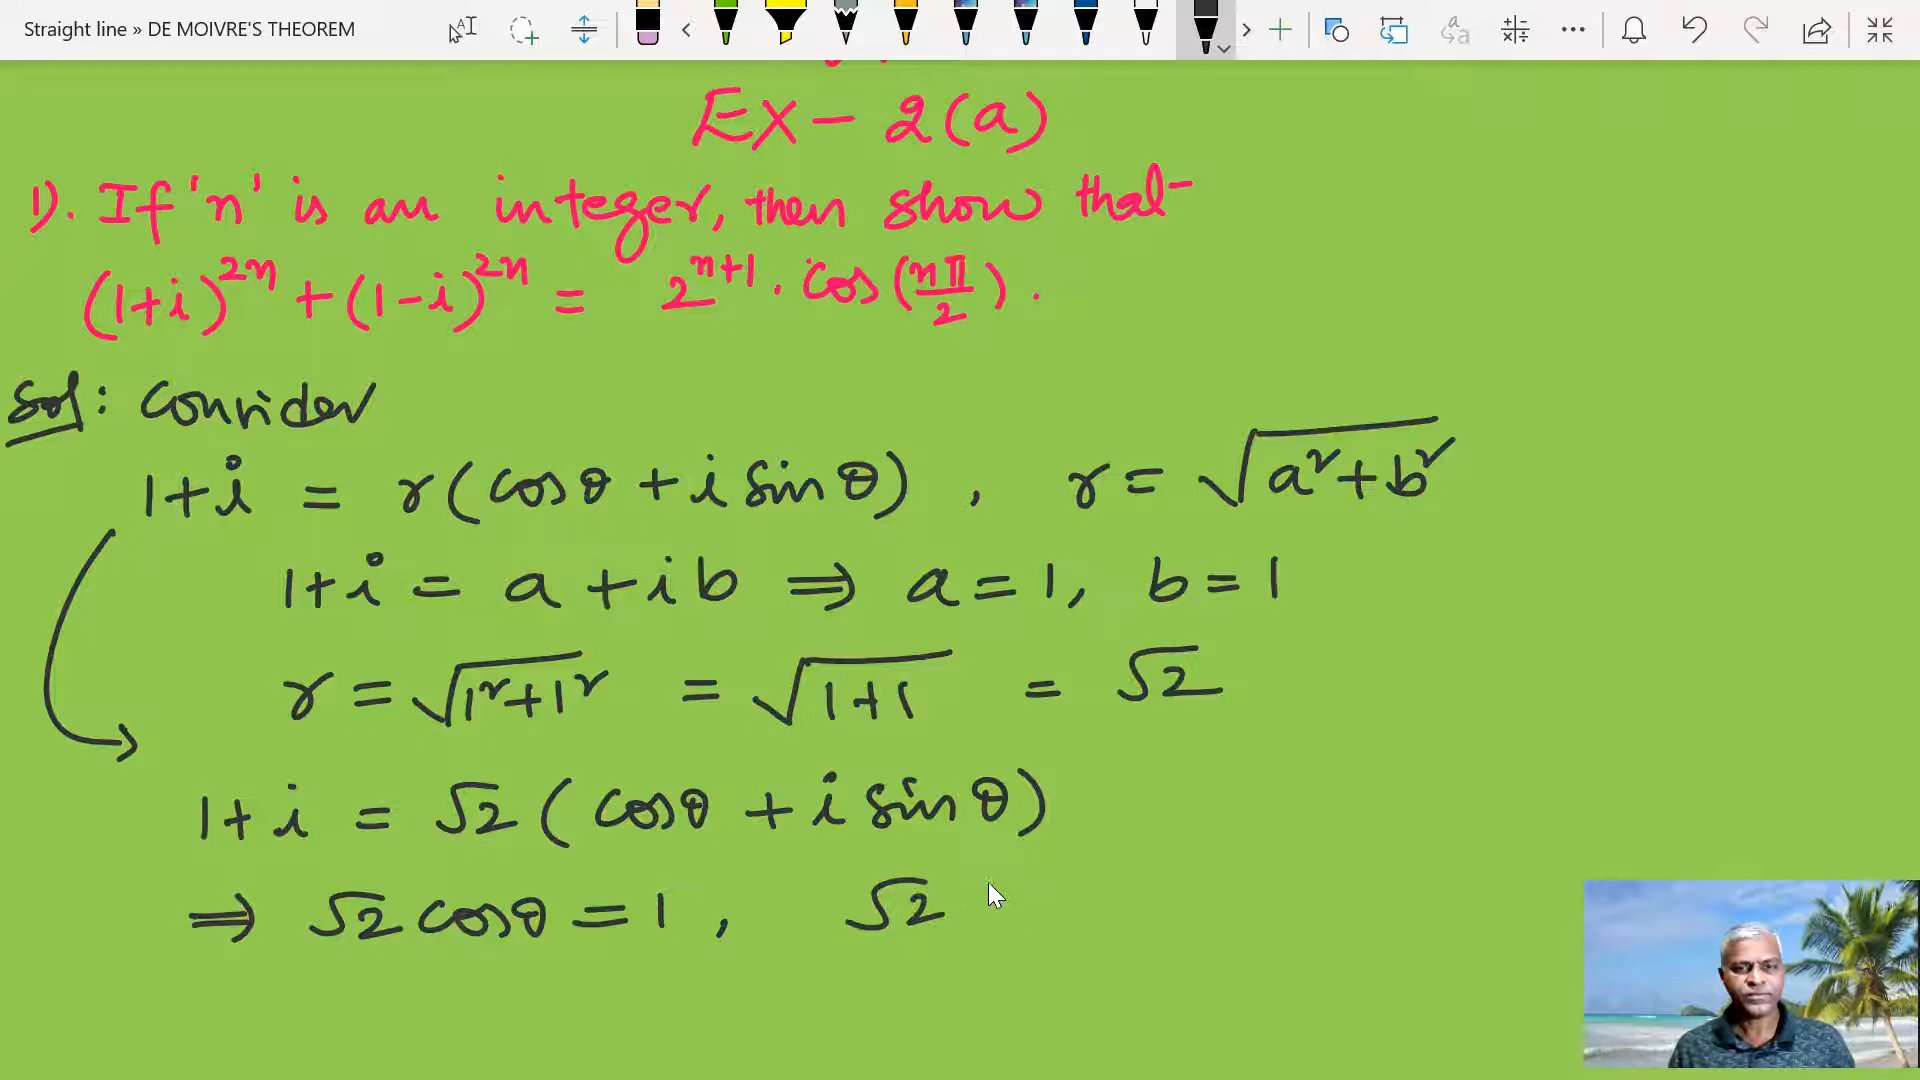 Straight line » DE MOIVRE'S THEOREM
EX - 2(a)
1). If 'n' is an integer, then show that
(1+i)^{2n} + (1-i)^{2n} = 2^{n+1} . cos(nπ/2).
Sol: Consider
1+i = r(cosθ + i sinθ) , r = √(a²+b²)
1+i = a + ib ⇒ a = 1, b = 1
r = √(1²+1²) = √(1+1) = √2
1+i = √2 (cosθ + i sinθ)
⇒ √2 cosθ = 1 , √2